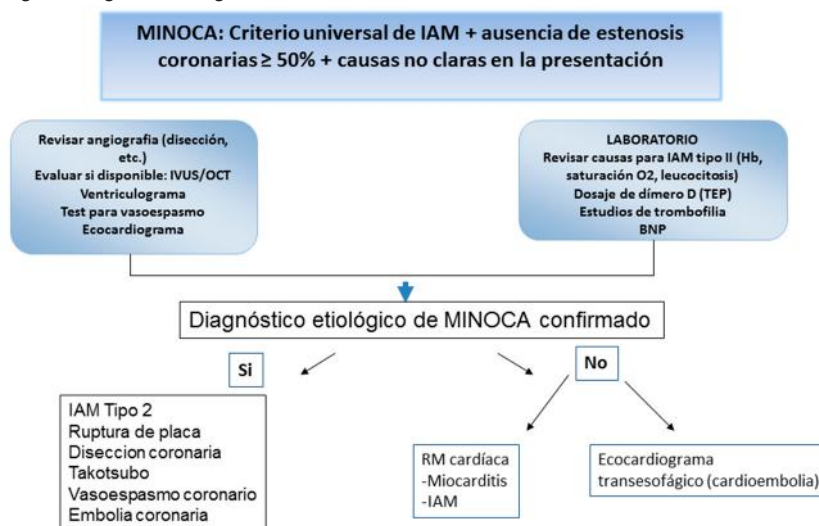 MINOCA: Criterio universal de IAM + ausencia de estenosis
coronarias ≥ 50% + causas no claras en la presentación
Revisar angiografia (disección,
etc.)
Evaluar si disponible: IVUS/OCT
Ventriculograma
Test para vasoespasmo
Ecocardiograma
LABORATORIO
Revisar causas para IAM tipo II (Hb,
saturación O2, leucocitosis)
Dosaje de dímero D (TEP)
Estudios de trombofilia
BNP
Diagnóstico etiológico de MINOCA confirmado
Si
No
IAM Tipo 2
Ruptura de placa
Diseccion coronaria
Takotsubo
Vasoespasmo coronario
Embolia coronaria
RM cardíaca
-Miocarditis
-IAM
Ecocardiograma
transesofágico (cardioembolia)